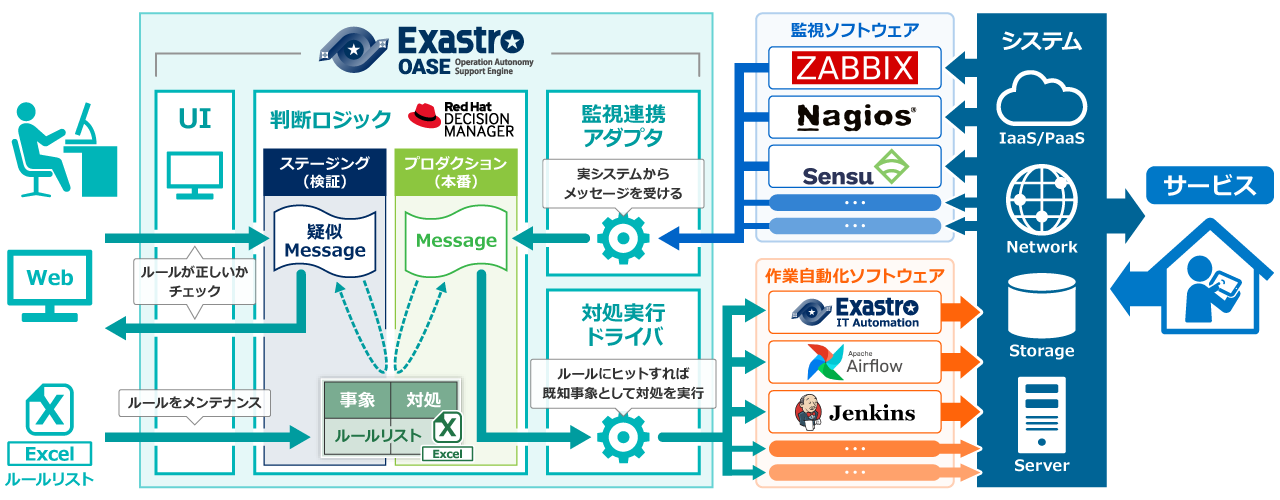 Exastro
OASE
Operation Autonomy
Support Engine
UI
判断ロジック
Red Hat
DECISION
MANAGER
ステージング
（検証）
プロダクション
（本番）
疑似
Message
Message
監視連携
アダプタ
実システムから
メッセージを受ける
対処実行
ドライバ
ルールにヒットすれば
既知事象として対処を実行
Web
ルールが正しいか
チェック
ルールをメンテナンス
X
Excel
ルールリスト
事象
対処
ルールリスト
X
Excel
監視ソフトウェア
ZABBIX
Nagios®
Sensu
...
...
作業自動化ソフトウェア
Exastro
IT Automation
Apache
Airflow
Jenkins
...
...
システム
IaaS/PaaS
Network
Storage
Server
サービス